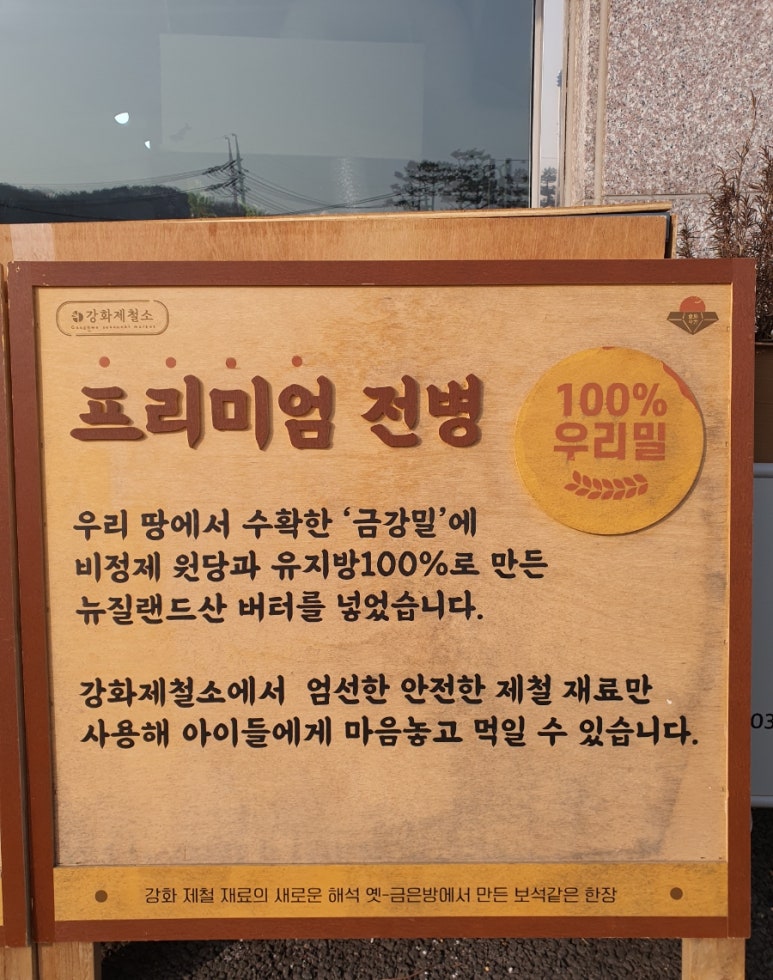 강화제철소
프리미엄 전병
100%
우리밀
우리 땅에서 수확한 ‘금강밀’에
비정제 원당과 유지방100%로 만든
뉴질랜드산 버터를 넣었습니다.
강화제철소에서 엄선한 안전한 제철 재료만
사용해 아이들에게 마음놓고 먹일 수 있습니다.
강화 제철 재료의 새로운 해석 옛-금은방에서 만든 보석같은 한장
03